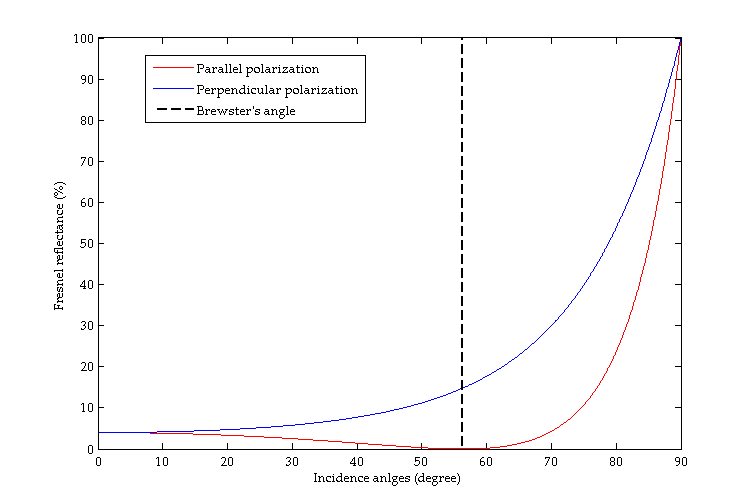 100
90
80
70
60
50
40
30
20
10
0
Fresnel reflectance (%)
Parallel polarization
Perpendicular polarization
Brewster's angle
0 10 20 30 40 50 60 70 80 90
Incidence anlges (degree)